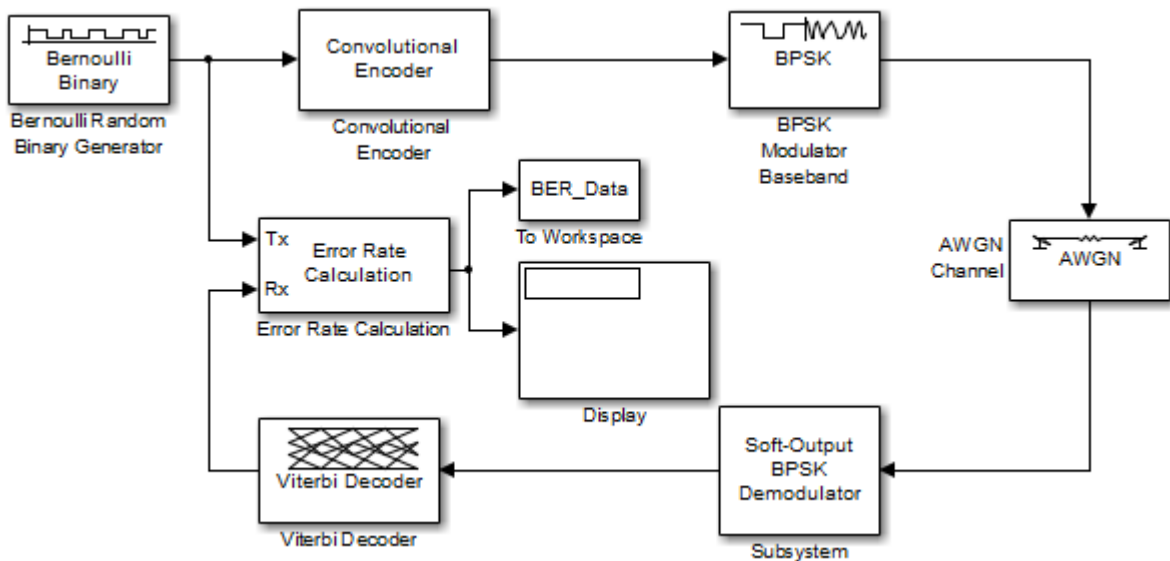 Bernoulli
Binary
Bernoulli Random
Binary Generator
Convolutional
Encoder
Convolutional
Encoder
BPSK
BPSK
Modulator
Baseband
BER_Data
To Workspace
Tx
Rx
Error Rate
Calculation
Error Rate Calculation
Display
AWGN
Channel
AWGN
Viterbi Decoder
Viterbi Decoder
Soft-Output
BPSK
Demodulator
Subsystem